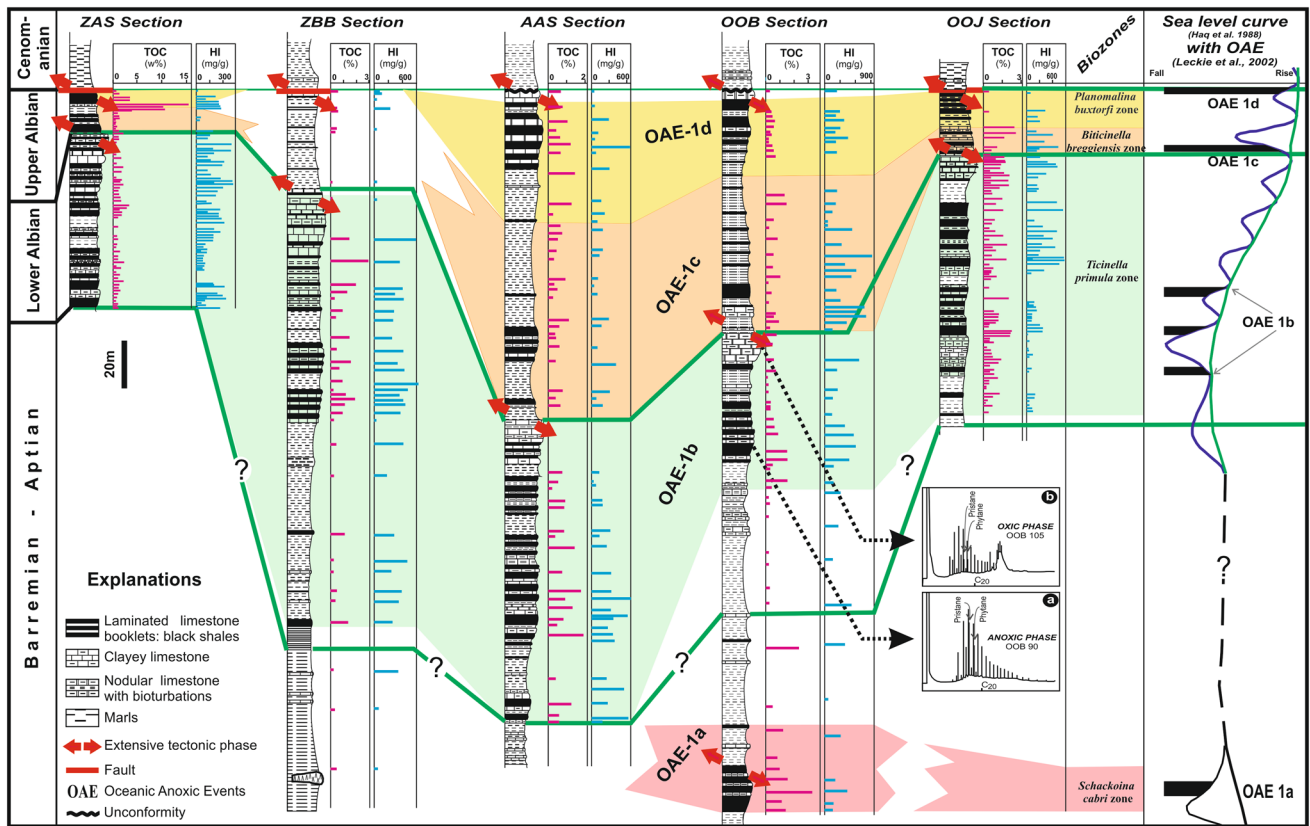 ZAS Section
ZBB Section
AAS Section
OOB Section
OOJ Section
Biozones
Sea level curve
(Haq et al. 1988)
with OAE
(Leckie et al., 2002)
Fall
Rise
TOC
(w%)
0 5 15
HI
(mg/g)
0 300
TOC
(mg/g)
0 3
HI
(mg/g)
0 600
TOC
(mg/g)
0 2
HI
(mg/g)
0 600
TOC
(mg/g)
0 3
HI
(mg/g)
0 900
TOC
(mg/g)
0 3
HI
(mg/g)
0 600
Cenom-
anian
Upper Albian
Lower Albian
Barremian - Aptian
20m
OAE-1d
OAE-1c
OAE-1b
OAE-1a
Planomalina
buxtorfi zone
Biticinella
breggiensis zone
Ticinella
primula zone
Schackoina
cabri zone
OAE 1d
OAE 1c
OAE 1b
OAE 1a
?
?
?
?
?
b
Pristane
Phytane
OXIC PHASE
OOB 105
C20
a
Pristane
Phytane
ANOXIC PHASE
OOB 90
C20
Explanations
Laminated limestone
booklets: black shales
Clayey limestone
Nodular limestone
with bioturbations
Marls
Extensive tectonic phase
Fault
OAE Oceanic Anoxic Events
Unconformity